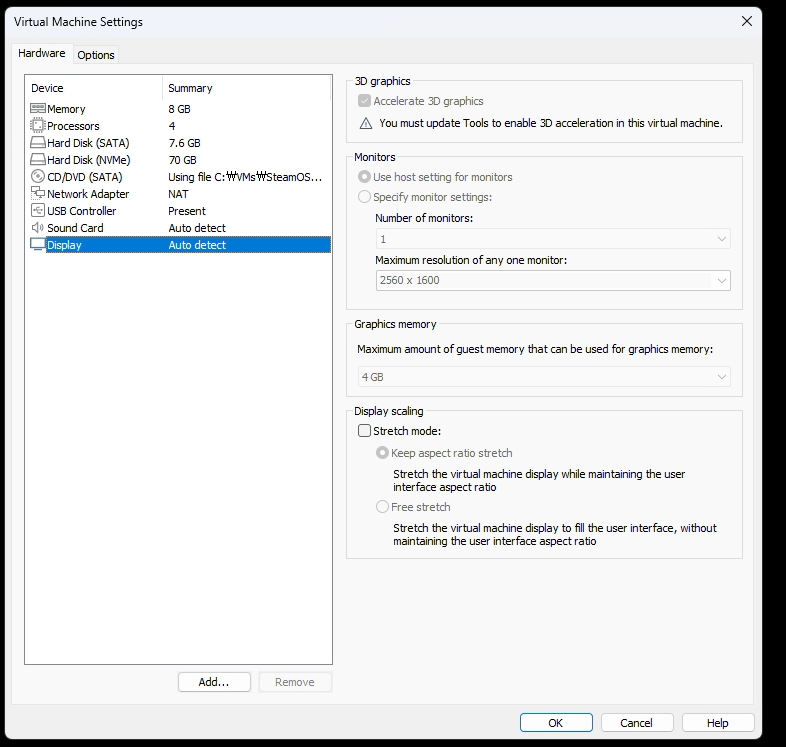 Virtual Machine Settings
Hardware Options
Device Summary
Memory 8 GB
Processors 4
Hard Disk (SATA) 7.6 GB
Hard Disk (NVMe) 70 GB
CD/DVD (SATA) Using file C:₩VMs₩SteamOS...
Network Adapter NAT
USB Controller Present
Sound Card Auto detect
Display Auto detect
Add... Remove
3D graphics
Accelerate 3D graphics
You must update Tools to enable 3D acceleration in this virtual machine.
Monitors
Use host setting for monitors
Specify monitor settings:
Number of monitors:
1
Maximum resolution of any one monitor:
2560 x 1600
Graphics memory
Maximum amount of guest memory that can be used for graphics memory:
4 GB
Display scaling
Stretch mode:
Keep aspect ratio stretch
Stretch the virtual machine display while maintaining the user
interface aspect ratio
Free stretch
Stretch the virtual machine display to fill the user interface, without
maintaining the user interface aspect ratio
OK Cancel Help